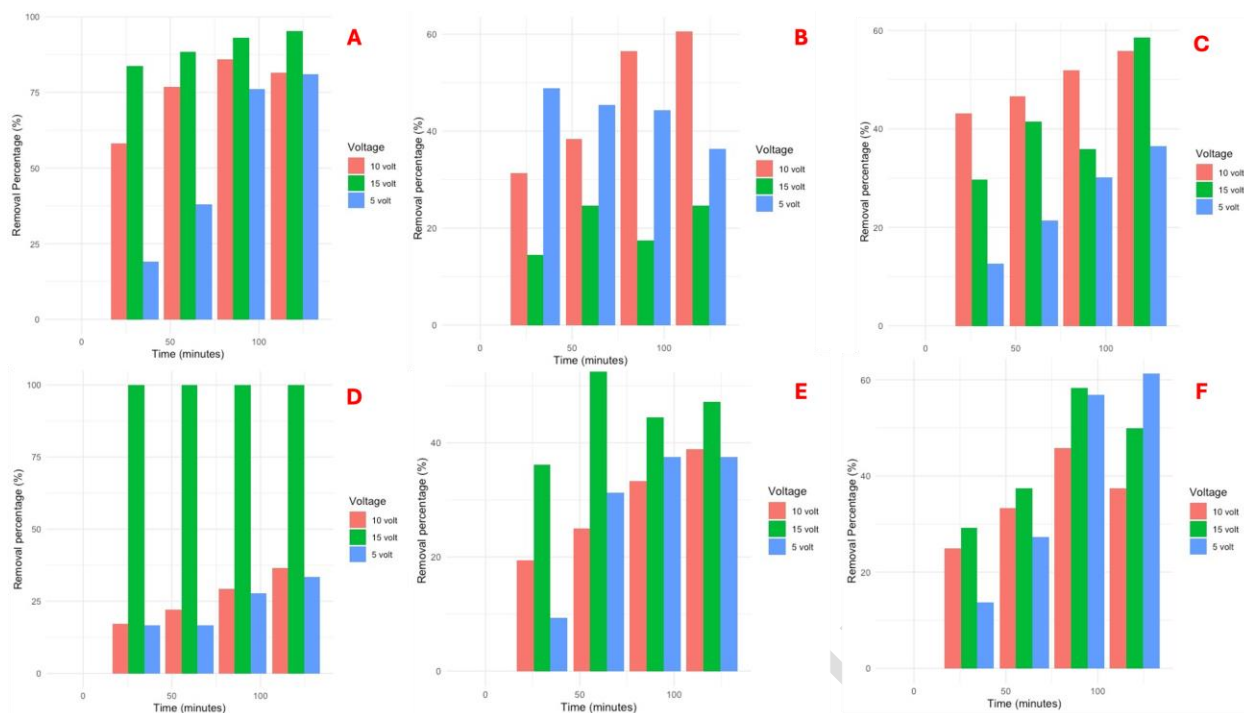 A
Removal Percentage (%)
100
75
50
25
0
0
50
100
Time (minutes)
Voltage
10 volt
15 volt
5 volt
B
Removal percentage (%)
60
40
20
0
0
50
100
Time (minutes)
Voltage
10 volt
15 volt
5 volt
C
Removal percentage (%)
60
40
20
0
0
50
100
Time (minutes)
Voltage
10 volt
15 volt
5 volt
D
Removal percentage (%)
100
75
50
25
0
0
50
100
Time (minutes)
Voltage
10 volt
15 volt
5 volt
E
Removal percentage (%)
40
20
0
0
50
100
Time (minutes)
Voltage
10 volt
15 volt
5 volt
F
Removal Percentage (%)
60
40
20
0
0
50
100
Time (minutes)
Voltage
10 volt
15 volt
5 volt